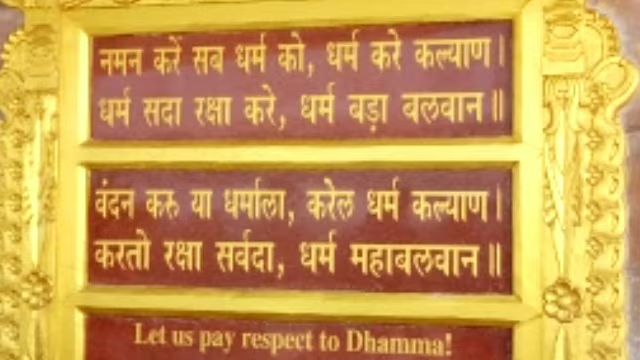 नमन करें सब धर्म को, धर्म करे कल्याण।
धर्म सदा रक्षा करे, धर्म बड़ा बलवान॥
वंदन करु या धर्माला, करेल धर्म कल्याण।
करतो रक्षा सर्वदा, धर्म महाबलवान॥
Let us pay respect to Dhamma!